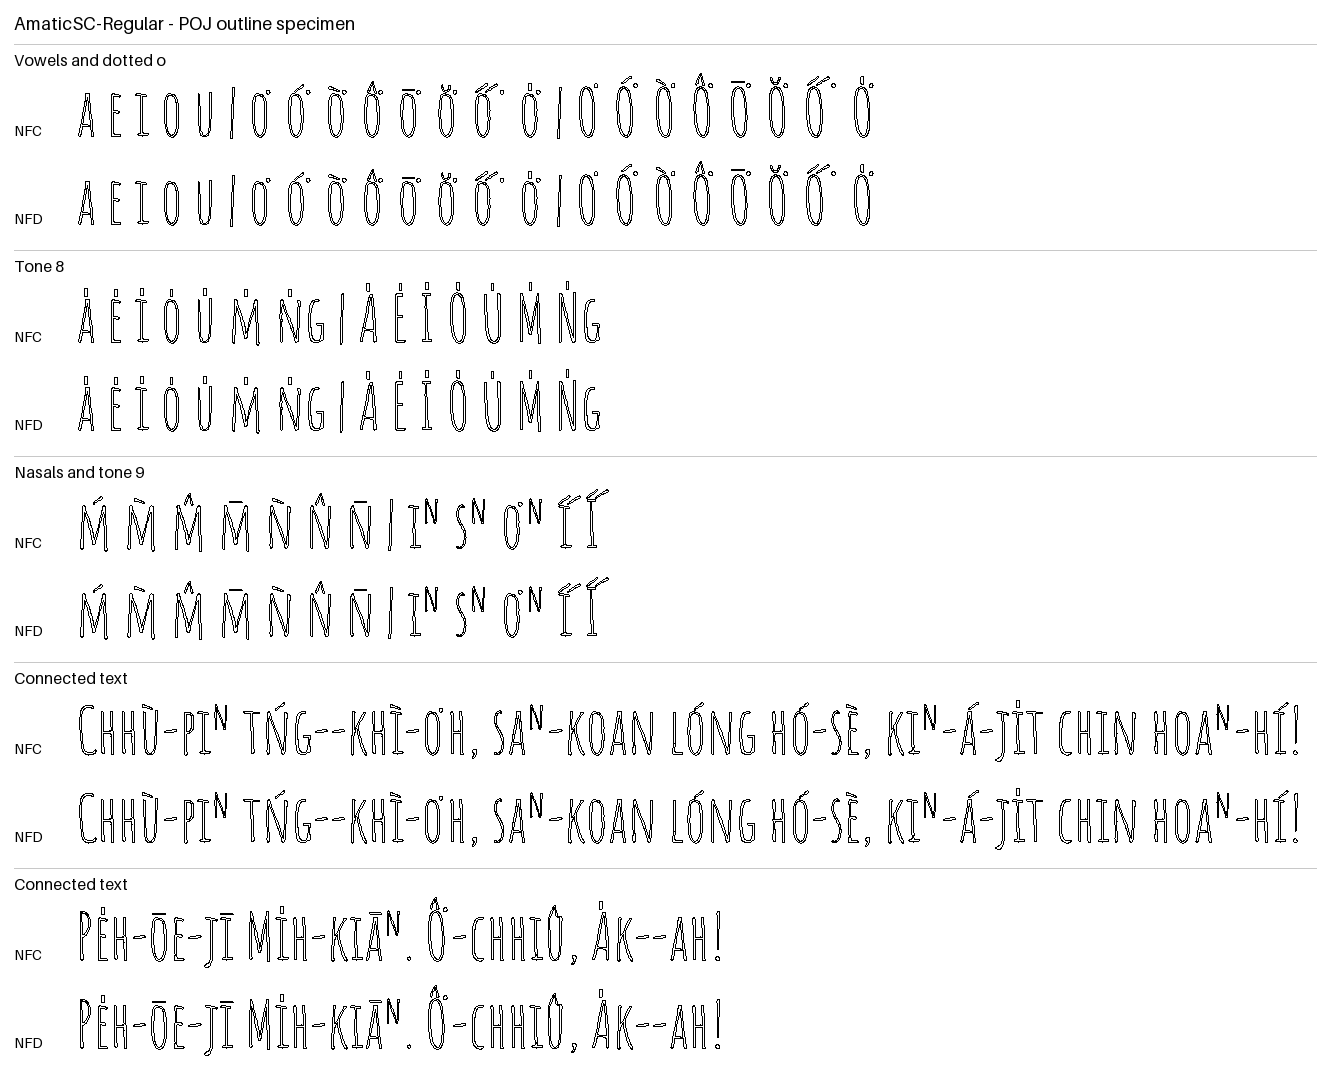 AmaticSC-Regular - POJ outline specimen
Vowels and dotted o
NFC A E I O U | O͘ Ó͘ Ò͘ Ô͘ Ō͘ Ŏ͘ Ő͘ O̍͘ | O͘ Ó͘ Ò͘ Ô͘ Ō͘ Ŏ͘ Ő͘ O̍͘
NFD A E I O U | O͘ Ó͘ Ò͘ Ô͘ Ō͘ Ŏ͘ Ő͘ O̍͘ | O͘ Ó͘ Ò͘ Ô͘ Ō͘ Ŏ͘ Ő͘ O̍͘
Tone 8
NFC A̍ E̍ I̍ O̍ U̍ M̍ N̍G | A̍ E̍ I̍ O̍ U̍ M̍ N̍G
NFD A̍ E̍ I̍ O̍ U̍ M̍ N̍G | A̍ E̍ I̍ O̍ U̍ M̍ N̍G
Nasals and tone 9
NFC Ḿ M̀ M̂ M̄ Ǹ N̂ N̄ | Iᴺ Sᴺ O͘ᴺ I̋ I̋
NFD Ḿ M̀ M̂ M̄ Ǹ N̂ N̄ | Iᴺ Sᴺ O͘ᴺ I̋ I̋
Connected text
NFC CHHÙ-PIᴺ TŃG--KHÌ-O͘H, SAᴺ-KOAN LÓNG HÓ-SÈ, KIᴺ-Á-JI̍T CHIN HOAᴺ-HÍ!
NFD CHHÙ-PIᴺ TŃG--KHÌ-O͘H, SAᴺ-KOAN LÓNG HÓ-SÈ, KIᴺ-Á-JI̍T CHIN HOAᴺ-HÍ!
Connected text
NFC PE̍H-ŌE-JĪ MI̍H-KIĀᴺ. Ô͘-CHHIÛ, A̍K--AH!
NFD PE̍H-ŌE-JĪ MI̍H-KIĀᴺ. Ô͘-CHHIÛ, A̍K--AH!